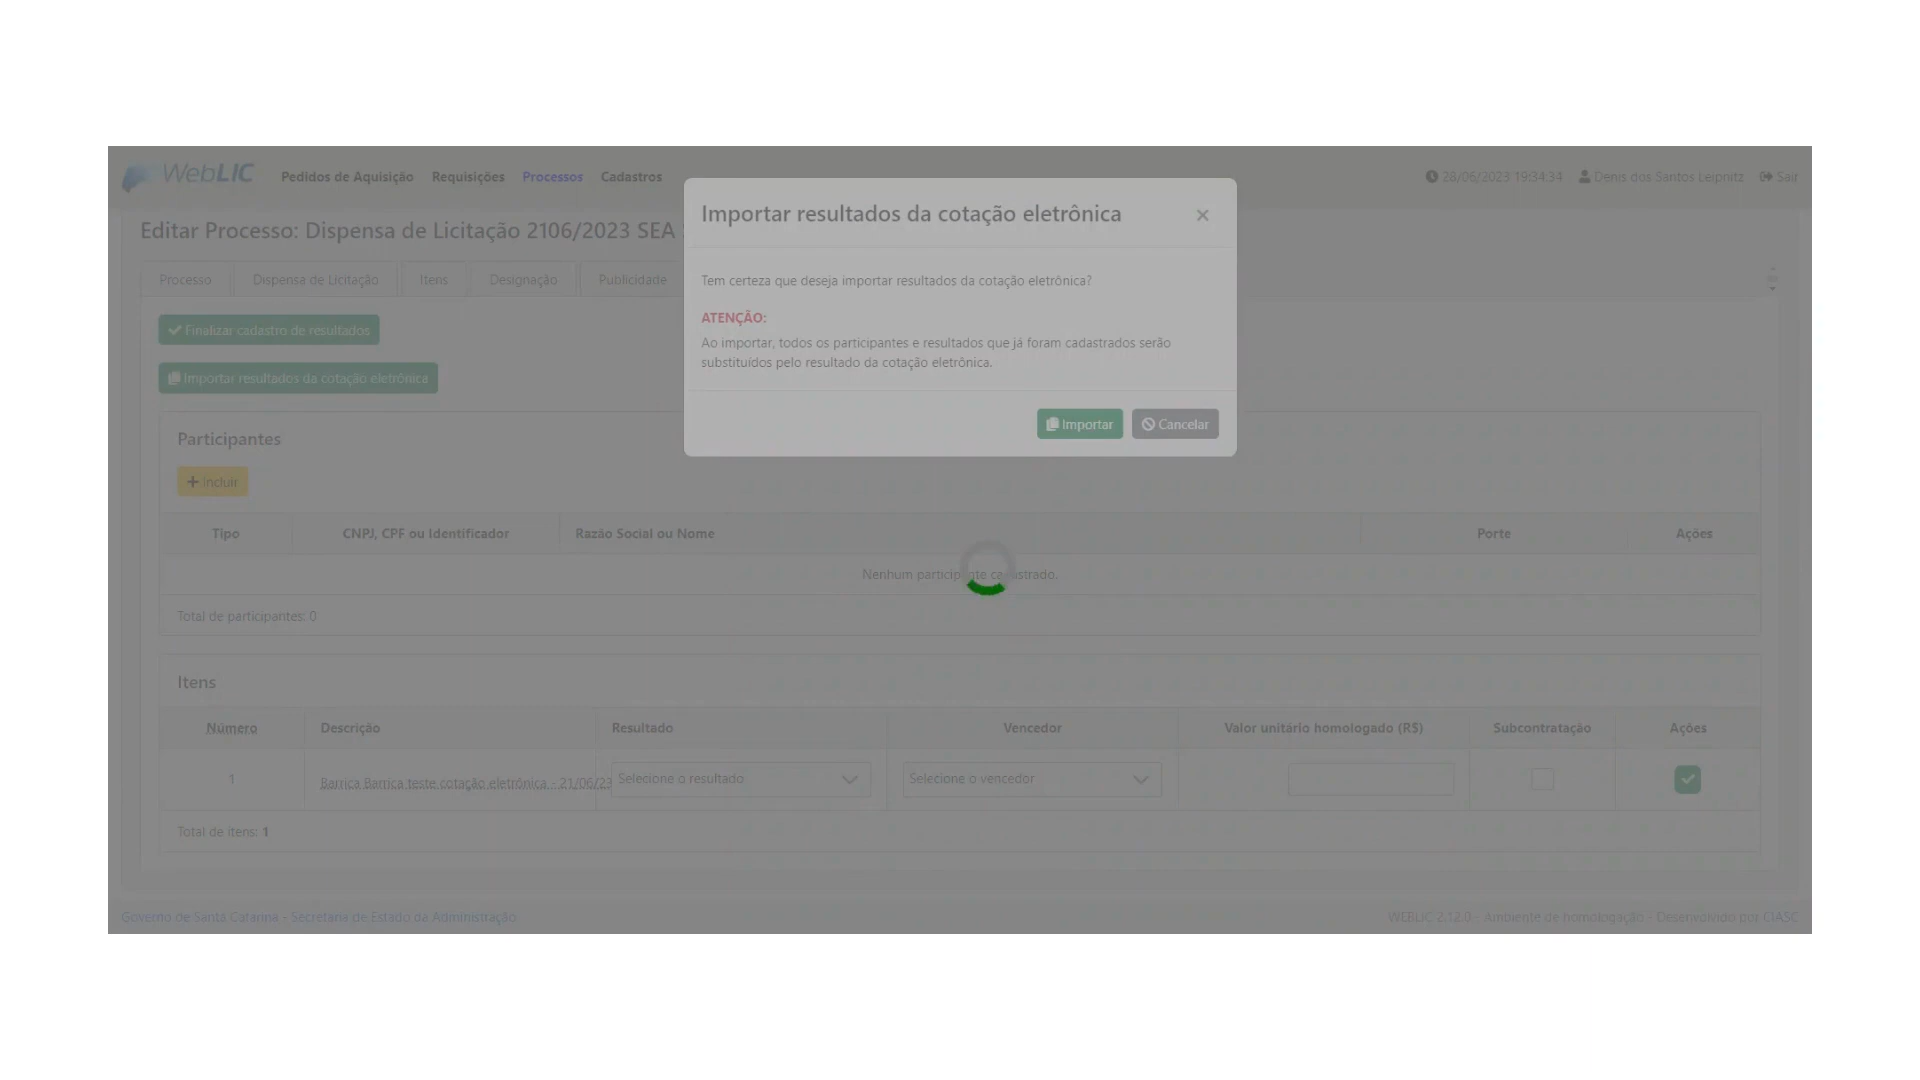 WebLIC
Pedidos de Aquisição Requisições Processos Cadastros
28/06/2023 19:34:34 Denis dos Santos Leipnitz Sair
Importar resultados da cotação eletrônica
Tem certeza que deseja importar resultados da cotação eletrônica?
ATENÇÃO:
Ao importar, todos os participantes e resultados que já foram cadastrados serão
substituídos pelo resultado da cotação eletrônica.
Importar Cancelar
Editar Processo: Dispensa de Licitação 2106/2023 SEA
Processo Dispensa de Licitação Itens Designação Publicidade
Finalizar cadastro de resultados
Importar resultados da cotação eletrônica
Participantes
Incluir
Tipo CNPJ, CPF ou Identificador Razão Social ou Nome Porte Ações
Nenhum participante cadastrado.
Total de participantes: 0
Itens
Número Descrição Resultado Vencedor Valor unitário homologado (R$) Subcontratação Ações
1 Barrica Barrica teste cotação eletrônica - 21/06/23 Selecione o resultado Selecione o vencedor
Total de itens: 1
Governo de Santa Catarina - Secretaria de Estado da Administração
WEBLIC 2.12.0 - Ambiente de homologação - Desenvolvido por CIASC